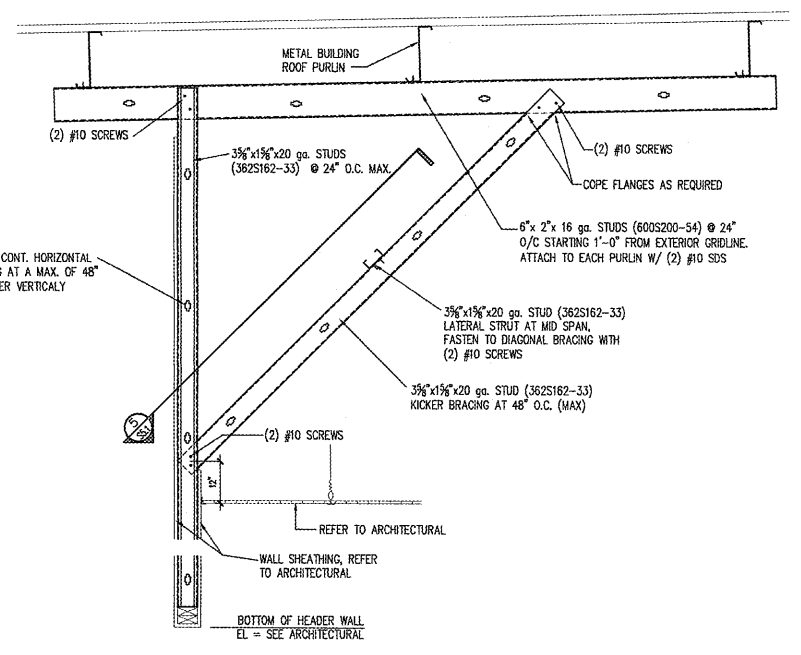 METAL BUILDING
ROOF PURLIN
(2) #10 SCREWS
3⅝"x1⅝"x20 ga. STUDS
(362S162-33) @ 24" O.C. MAX.
(2) #10 SCREWS
COPE FLANGES AS REQUIRED
6"x 2"x 16 ga. STUDS (600S200-54) @ 24"
O/C STARTING 1'-0" FROM EXTERIOR GRIDLINE.
ATTACH TO EACH PURLIN W/ (2) #10 SDS
CONT. HORIZONTAL
G AT A MAX. OF 48"
ER VERTICALY
3⅝"x1⅝"x20 ga. STUD (362S162-33)
LATERAL STRUT AT MID SPAN,
FASTEN TO DIAGONAL BRACING WITH
(2) #10 SCREWS
3⅝"x1⅝"x20 ga. STUD (362S162-33)
KICKER BRACING AT 48" O.C. (MAX)
5
(2) #10 SCREWS
12"
REFER TO ARCHITECTURAL
WALL SHEATHING, REFER
TO ARCHITECTURAL
BOTTOM OF HEADER WALL
EL = SEE ARCHITECTURAL